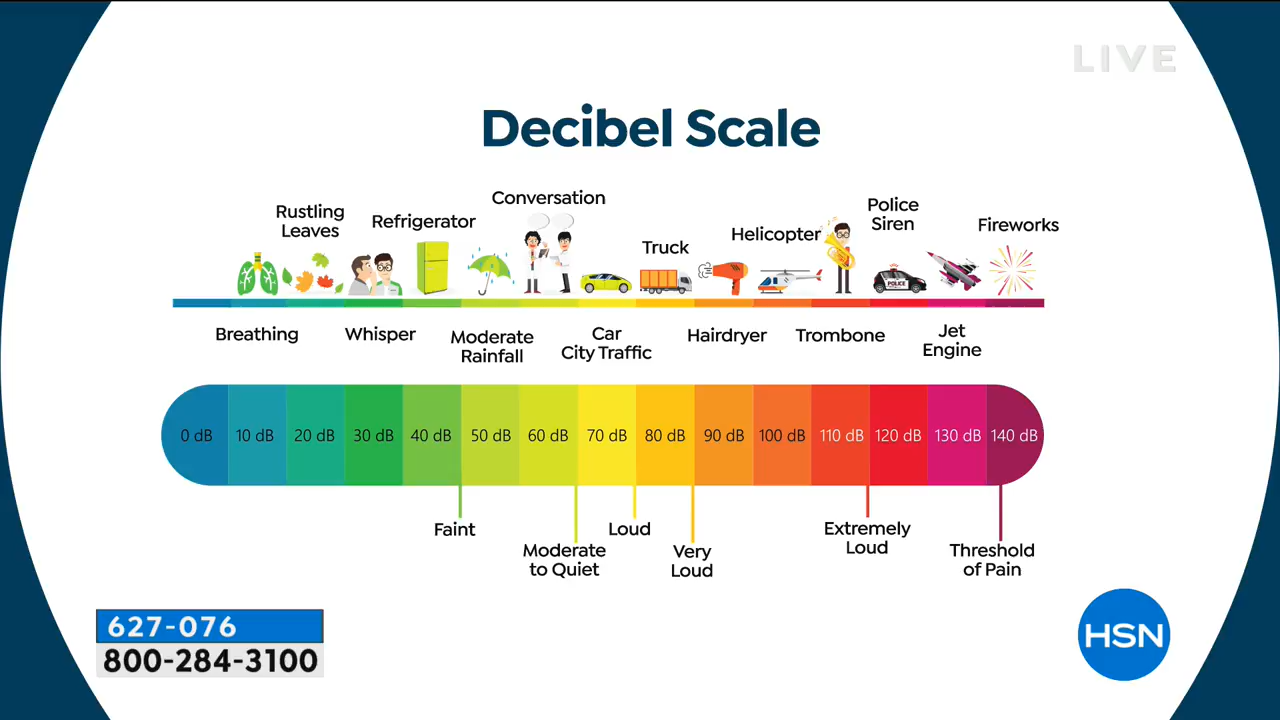 LIVE
Decibel Scale
Rustling
Leaves
Refrigerator
Conversation
Truck
Helicopter
Police
Siren
Fireworks
POLICE
Breathing
Whisper
Moderate
Rainfall
Car
City Traffic
Hairdryer
Trombone
Jet
Engine
0 dB 10 dB 20 dB 30 dB 40 dB 50 dB 60 dB 70 dB 80 dB 90 dB 100 dB 110 dB 120 dB 130 dB 140 dB
Faint
Moderate
to Quiet
Loud
Very
Loud
Extremely
Loud
Threshold
of Pain
627-076
800-284-3100
HSN